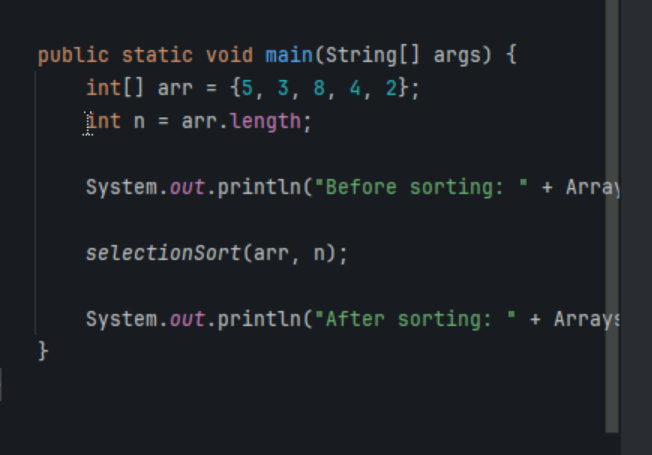 public static void main(String[] args) {
int[] arr = {5, 3, 8, 4, 2};
int n = arr.length;
System.out.println("Before sorting: " + Array
selectionSort(arr, n);
System.out.println("After sorting: " + Arrays
}